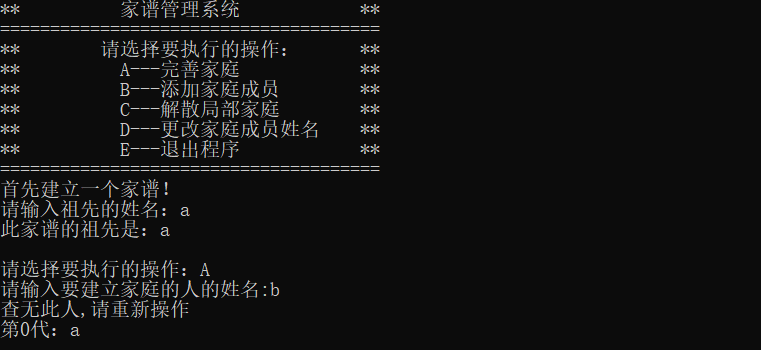 **          家谱管理系统            **
======================================
**        请选择要执行的操作：       **
**          A---完善家庭            **
**          B---添加家庭成员        **
**          C---解散局部家庭        **
**          D---更改家庭成员姓名    **
**          E---退出程序            **
======================================
首先建立一个家谱！
请输入祖先的姓名：a
此家谱的祖先是：a
请选择要执行的操作：A
请输入要建立家庭的人的姓名:b
查无此人,请重新操作
第0代：a